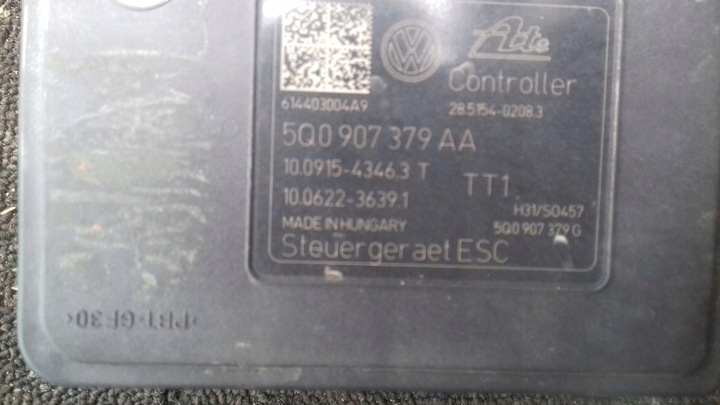 Ate
Controller
614403004A9
28.5154-0208.3
5Q0 907 379 AA
10.0915-4346.3 T
TT1
10.0622-3639.1
H31/S0457
MADE IN HUNGARY
5Q0 907 379 G
Steuergeraet ESC
>PBT-GF30<